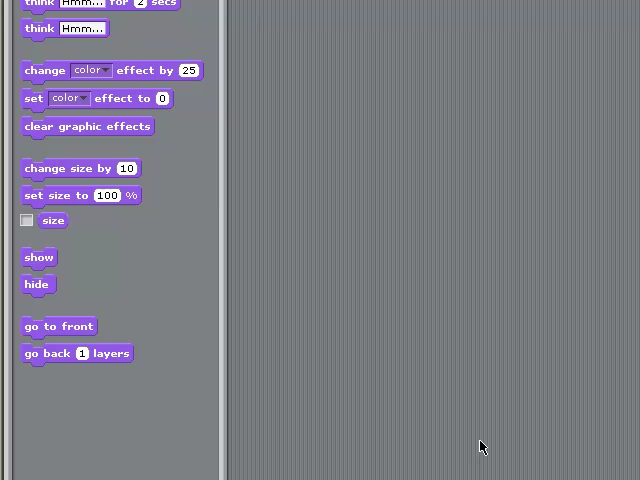 think Hmm... for 2 secs
think Hmm...
change color effect by 25
set color effect to 0
clear graphic effects
change size by 10
set size to 100 %
size
show
hide
go to front
go back 1 layers